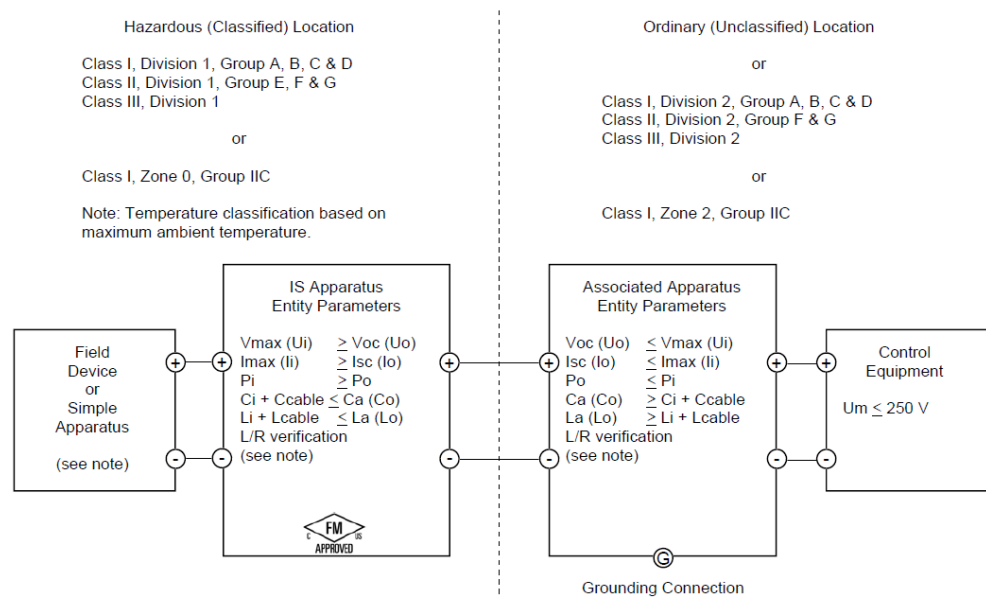 Hazardous (Classified) Location
Class I, Division 1, Group A, B, C & D
Class II, Division 1, Group E, F & G
Class III, Division 1
or
Class I, Zone 0, Group IIC
Note: Temperature classification based on
maximum ambient temperature.
Ordinary (Unclassified) Location
or
Class I, Division 2, Group A, B, C & D
Class II, Division 2, Group F & G
Class III, Division 2
or
Class I, Zone 2, Group IIC
Field
Device
or
Simple
Apparatus
(see note)
+
-
IS Apparatus
Entity Parameters
Vmax (Ui) ≥ Voc (Uo)
Imax (Ii) ≥ Isc (Io)
Pi ≥ Po
Ci + Ccable ≤ Ca (Co)
Li + Lcable ≤ La (Lo)
L/R verification
(see note)
+
-
+
-
FM
C US
APPROVED
Associated Apparatus
Entity Parameters
Voc (Uo) ≤ Vmax (Ui)
Isc (Io) ≤ Imax (Ii)
Po ≤ Pi
Ca (Co) ≥ Ci + Ccable
La (Lo) ≥ Li + Lcable
L/R verification
(see note)
+
-
+
-
G
Grounding Connection
Control
Equipment
Um ≤ 250 V
+
-